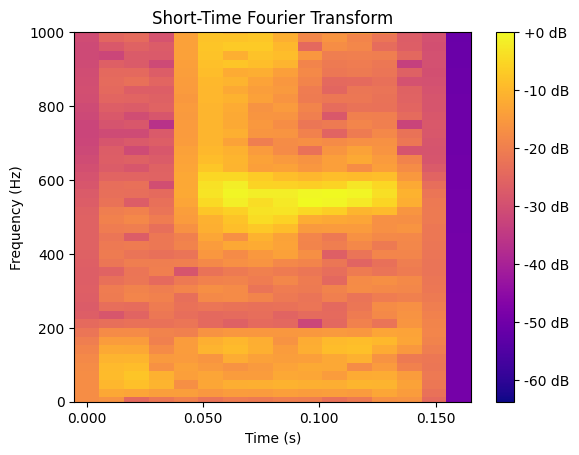 Short-Time Fourier Transform
1000
800
600
400
200
0
Frequency (Hz)
0.000 0.050 0.100 0.150
Time (s)
+0 dB
-10 dB
-20 dB
-30 dB
-40 dB
-50 dB
-60 dB